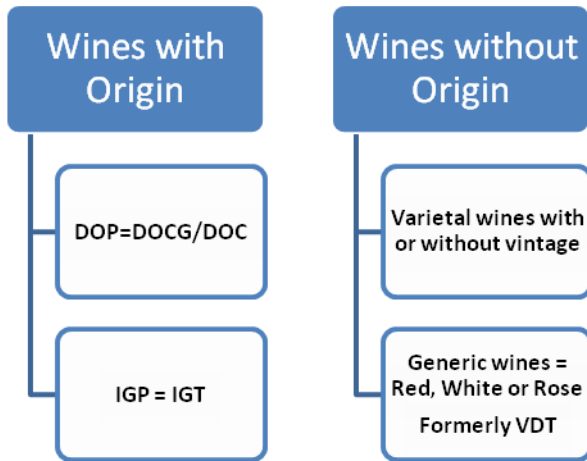 Wines with
Origin
DOP=DOCG/DOC
IGP = IGT
Wines without
Origin
Varietal wines with
or without vintage
Generic wines =
Red, White or Rose
Formerly VDT